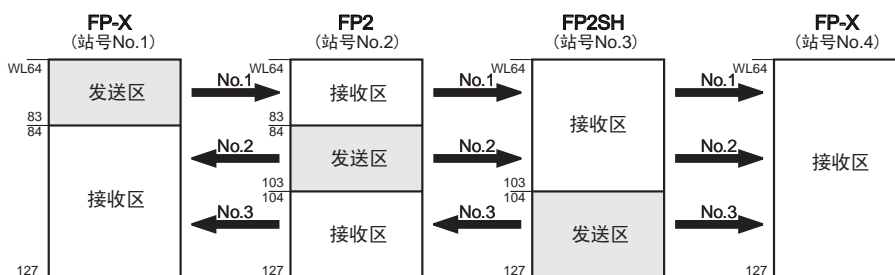 FP-X FP2 FP2SH FP-X
(站号No.1) (站号No.2) (站号No.3) (站号No.4)
WL64 WL64 WL64 WL64
发送区 No.1 接收区 No.1 No.1
接收区
83 83
84 84
No.2 发送区 No.2 No.2
接收区
103 103
104 104
接收区
No.3 接收区 No.3 发送区 No.3
127 127 127 127